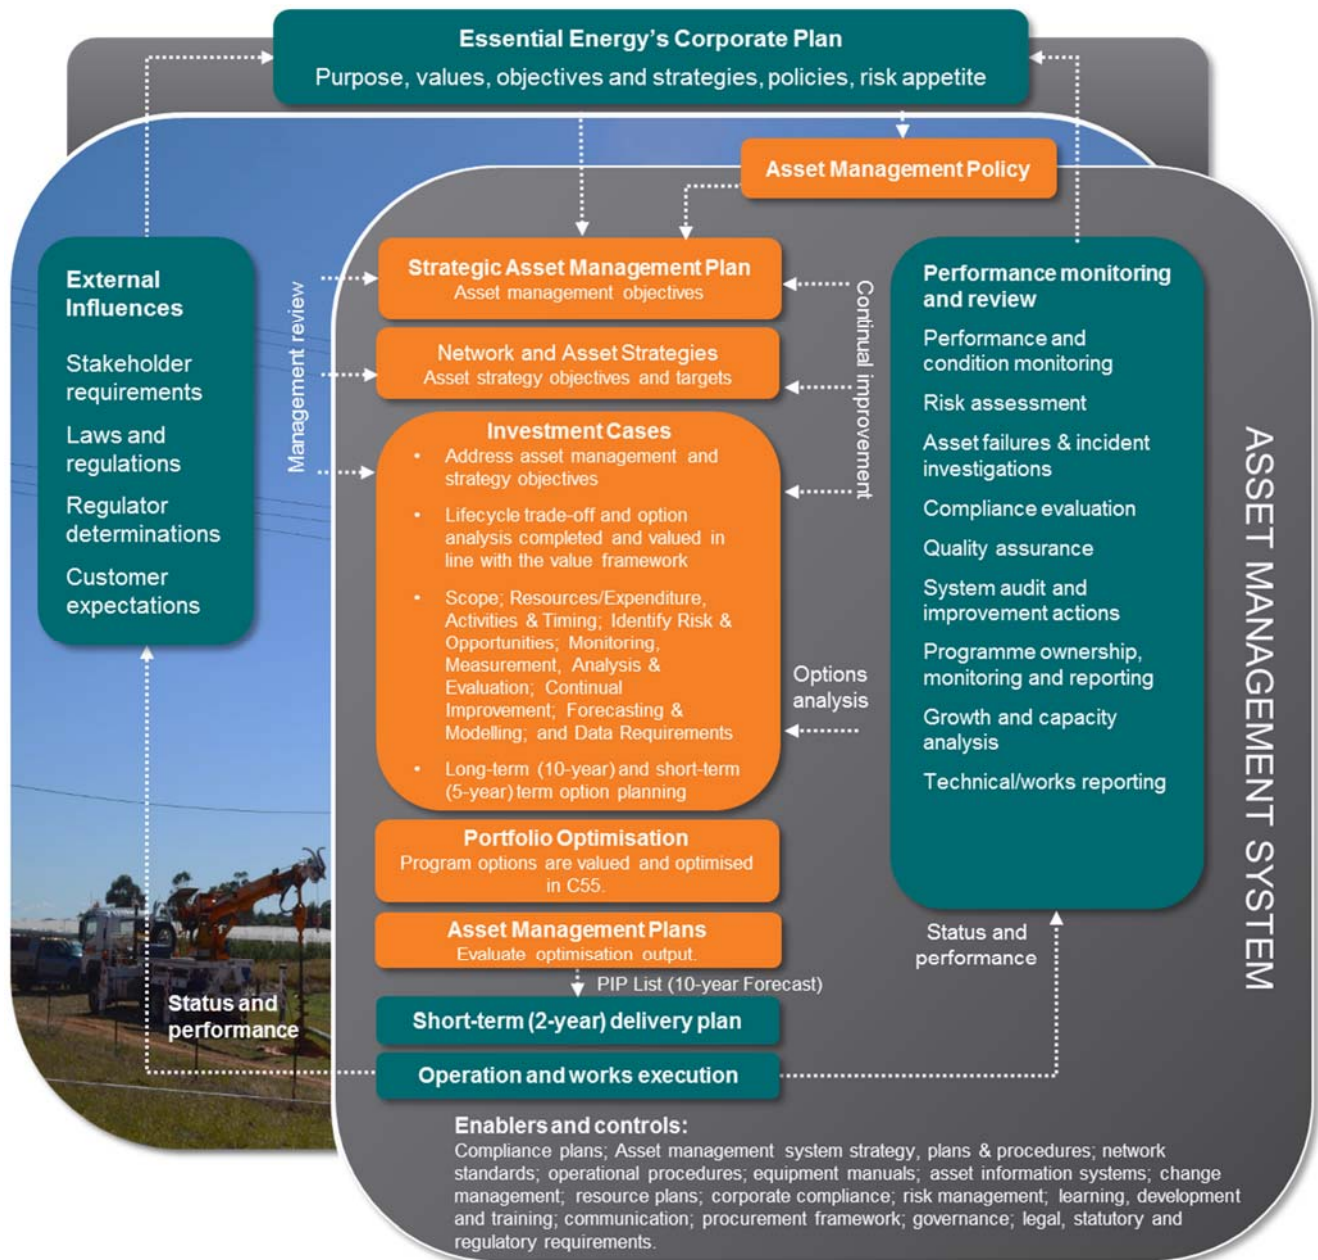 Essential Energy's Corporate Plan
Purpose, values, objectives and strategies, policies, risk appetite
Asset Management Policy
External
Influences
Stakeholder
requirements
Laws and
regulations
Regulator
determinations
Customer
expectations
Management review
Strategic Asset Management Plan
Asset management objectives
Network and Asset Strategies
Asset strategy objectives and targets
Investment Cases
• Address asset management and
strategy objectives
• Lifecycle trade-off and option
analysis completed and valued in
line with the value framework
• Scope; Resources/Expenditure,
Activities & Timing; Identify Risk &
Opportunities; Monitoring,
Measurement, Analysis &
Evaluation; Continual
Improvement; Forecasting &
Modelling; and Data Requirements
• Long-term (10-year) and short-term
(5-year) term option planning
Continual improvement
Options
analysis
Portfolio Optimisation
Program options are valued and optimised
in C55.
Asset Management Plans
Evaluate optimisation output.
PIP List (10-year Forecast)
Short-term (2-year) delivery plan
Operation and works execution
Status and
performance
Performance monitoring
and review
Performance and
condition monitoring
Risk assessment
Asset failures & incident
investigations
Compliance evaluation
Quality assurance
System audit and
improvement actions
Programme ownership,
monitoring and reporting
Growth and capacity
analysis
Technical/works reporting
Status and
performance
ASSET MANAGEMENT SYSTEM
Enablers and controls:
Compliance plans; Asset management system strategy, plans & procedures; network
standards; operational procedures; equipment manuals; asset information systems; change
management; resource plans; corporate compliance; risk management; learning, development
and training; communication; procurement framework; governance; legal, statutory and
regulatory requirements.